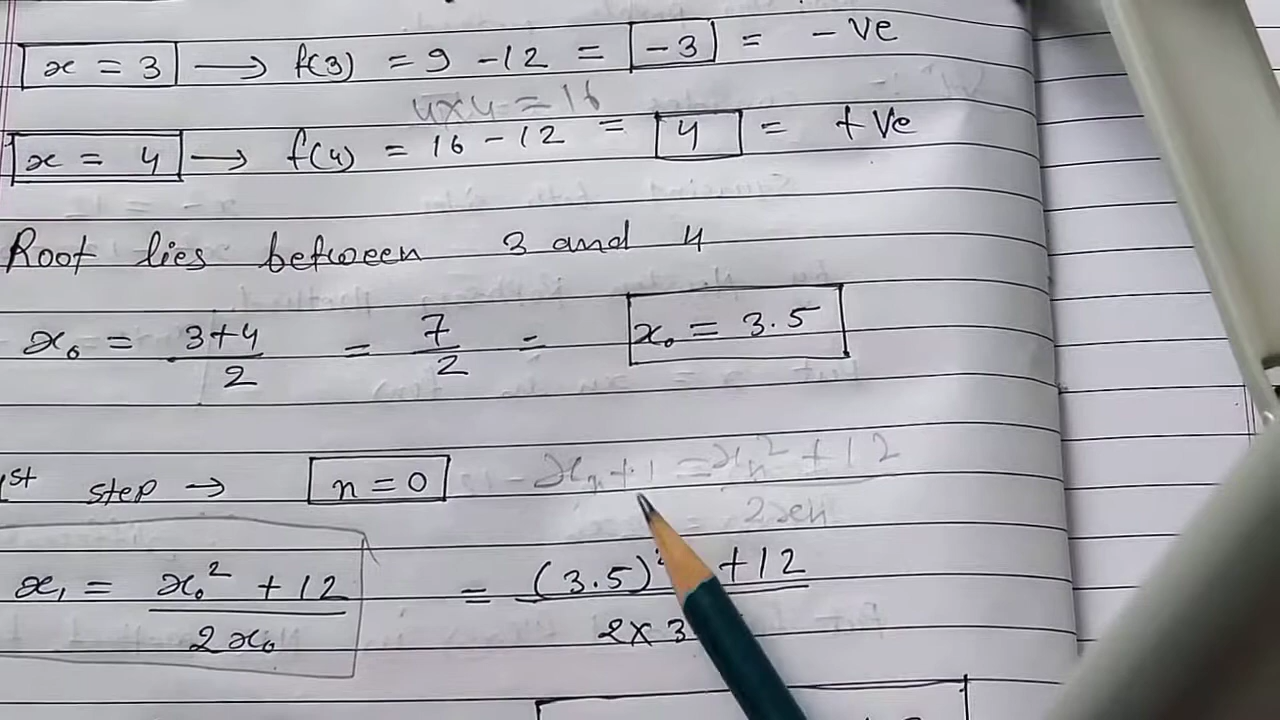 x = 3 → f(3) = 9 - 12 = -3 = -ve
4x4 = 16
x = 4 → f(4) = 16 - 12 = 4 = +ve
Root lies between 3 and 4
x₀ = 3+4/2 = 7/2 = x₀ = 3.5
1st step → n = 0 xₙ+1 = xₙ² + 12 / 2xₙ
x₁ = x₀² + 12 / 2x₀ = (3.5)² + 12 / 2x3